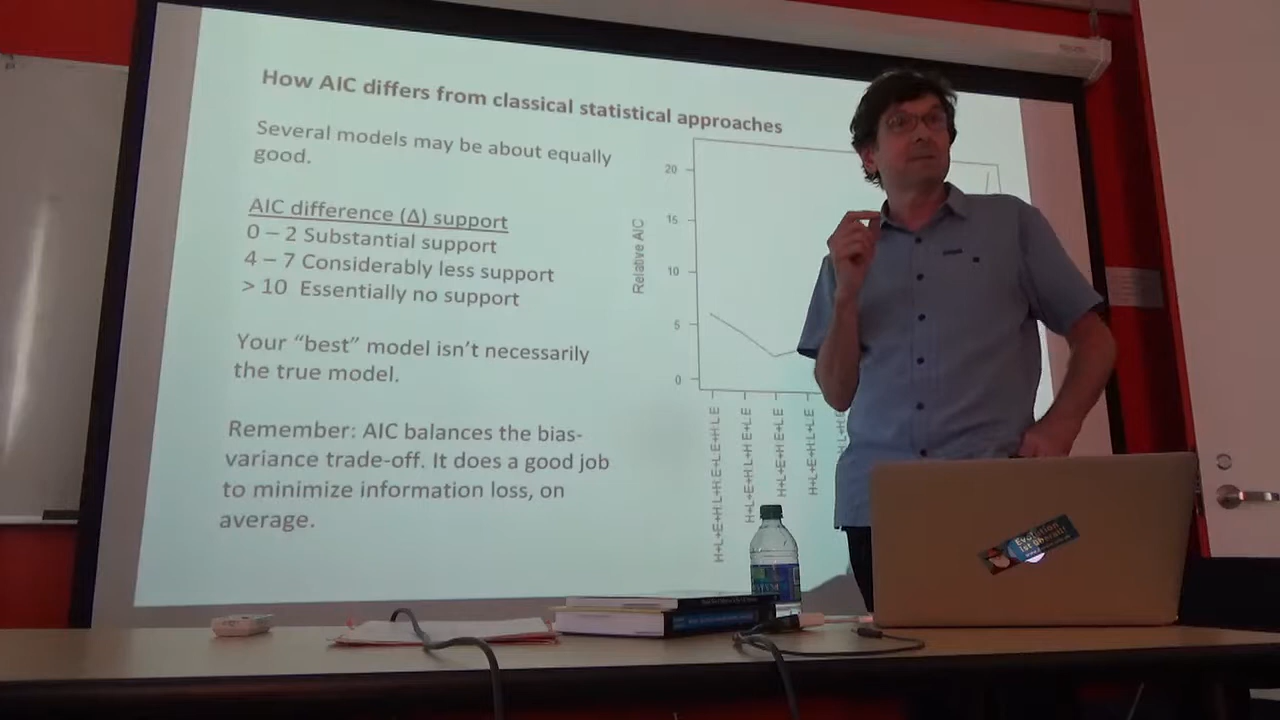 How AIC differs from classical statistical approaches
Several models may be about equally
good.
AIC difference (Δ) support
0 – 2 Substantial support
4 – 7 Considerably less support
> 10 Essentially no support
Your “best” model isn’t necessarily
the true model.
Remember: AIC balances the bias-
variance trade-off. It does a good job
to minimize information loss, on
average.
20
15
10
5
0
Relative AIC
H+L+E+H.L+H.E+L.E+H.L.E
H+L+E+H.L+H.E+L.E
H+L+E+H.E+L.E
H+L+E+H.L+L.E
Evolution
ist überall!